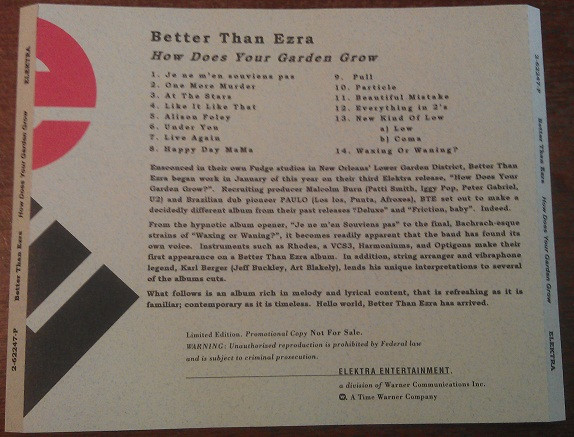 Better Than Ezra
How Does Your Garden Grow
1. Je ne m'en souviens pas
2. One More Murder
3. At The Stars
4. Like It Like That
5. Alison Foley
6. Under You
7. Live Again
8. Happy Day MaMa
9. Pull
10. Particle
11. Beautiful Mistake
12. Everything in 2's
13. New Kind Of Low
a) Low
b) Coma
14. Waxing Or Waning?
Ensconced in their own Fudge studios in New Orleans' Lower Garden District, Better Than
Ezra began work in January of this year on their third Elektra release, "How Does Your
Garden Grow?". Recruiting producer Malcolm Burn (Patti Smith, Iggy Pop, Peter Gabriel,
U2) and Brazilian dub pioneer PAULO (Los los, Punta, Afroxes), BTE set out to make a
decidedly different album from their past releases "Deluxe" and "Friction, baby". Indeed.
From the hypnotic album opener, "Je ne m'en Souviens pas" to the final, Bachrach-esque
strains of "Waxing or Waning?", it becomes readily apparent that the band has found its
own voice. Instruments such as Rhodes, a VCS3, Harmoniums, and Optigons make their
first appearance on a Better Than Ezra album. In addition, string arranger and vibraphone
legend, Karl Berger (Jeff Buckley, Art Blakely), lends his unique interpretations to several
of the albums cuts.
What follows is an album rich in melody and lyrical content, that is refreshing as it is
familiar; contemporary as it is timeless. Hello world, Better Than Ezra has arrived.
Limited Edition. Promotional Copy Not For Sale.
WARNING: Unauthorized reproduction is prohibited by Federal law
and is subject to criminal prosecution.
ELEKTRA ENTERTAINMENT,
a division of Warner Communications Inc.
A Time Warner Company
2-62247-P Better Than Ezra How Does Your Garden Grow ELEKTRA
2-62247-P Better Than Ezra How Does Your Garden Grow ELEKTRA